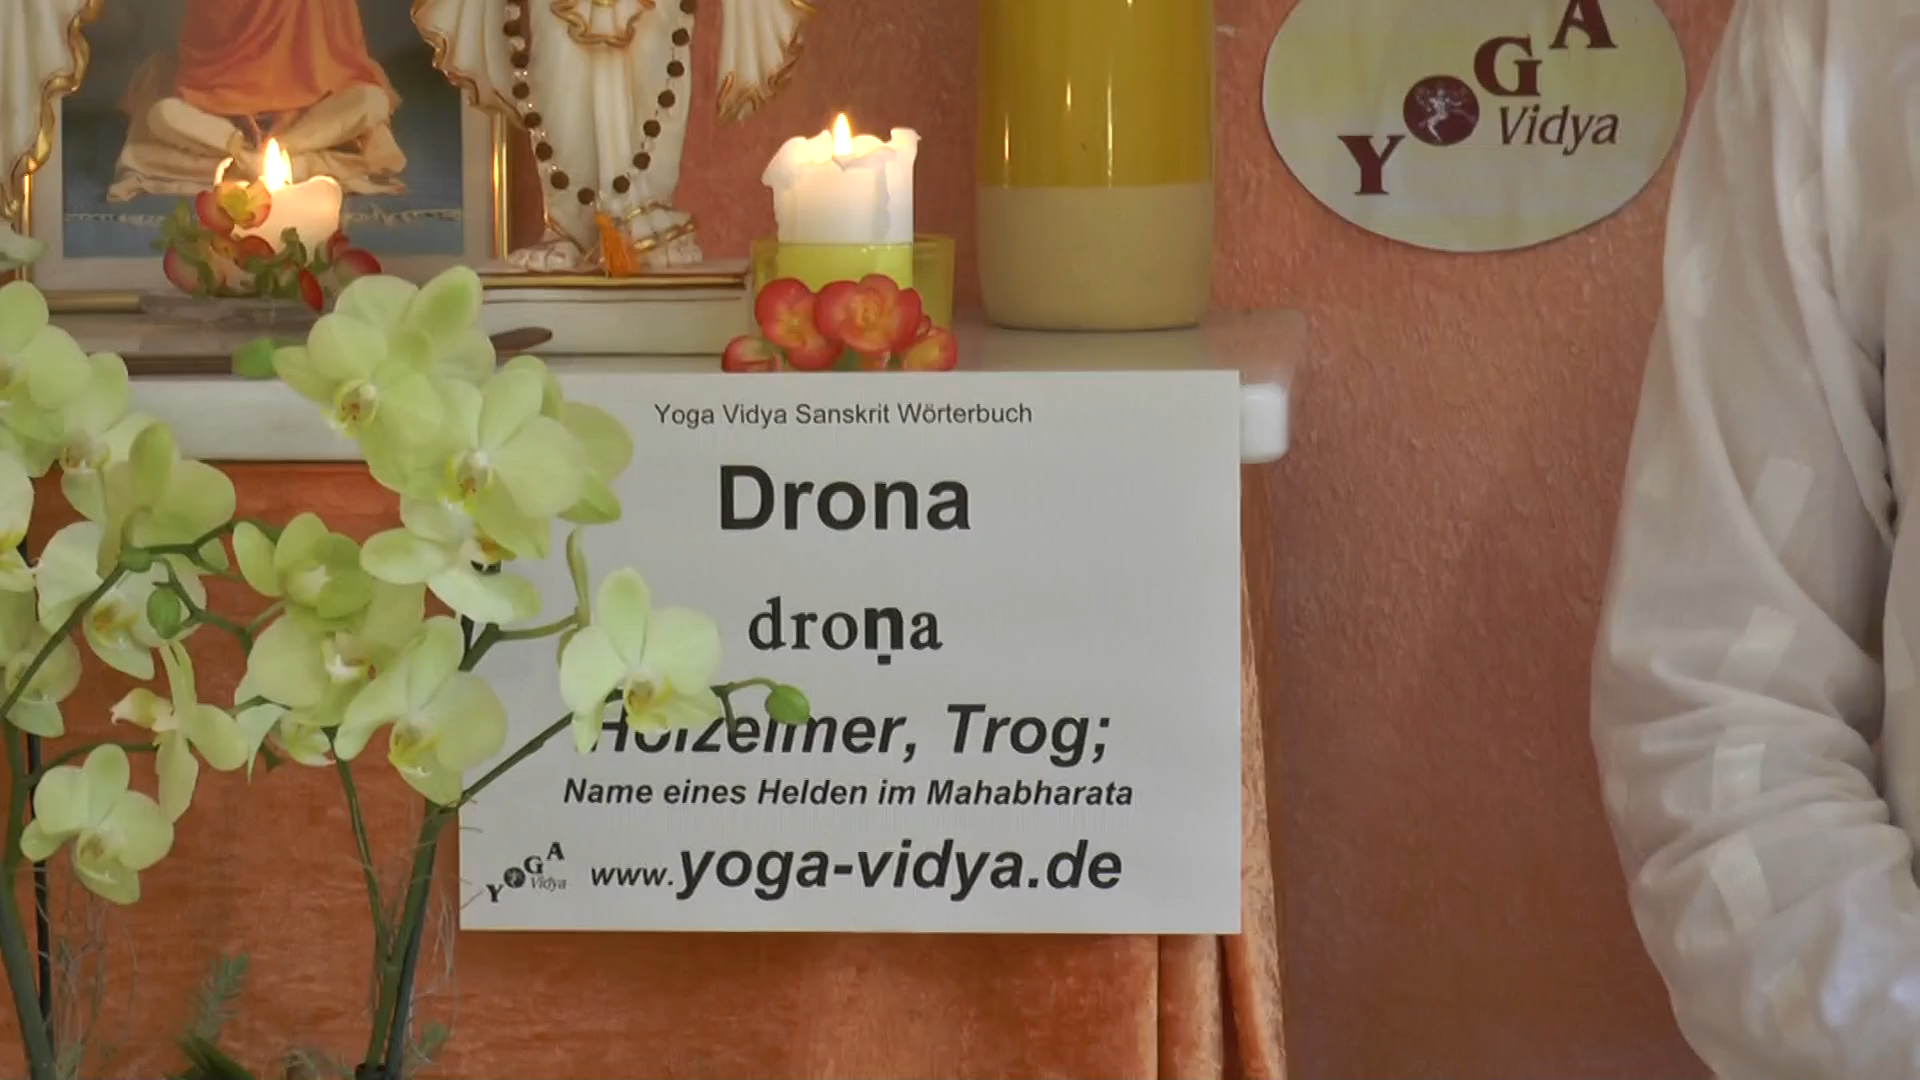 YOGA
Vidya
Yoga Vidya Sanskrit Wörterbuch
Drona
droṇa
Holzeimer, Trog;
Name eines Helden im Mahabharata
YOGA Vidya www.yoga-vidya.de